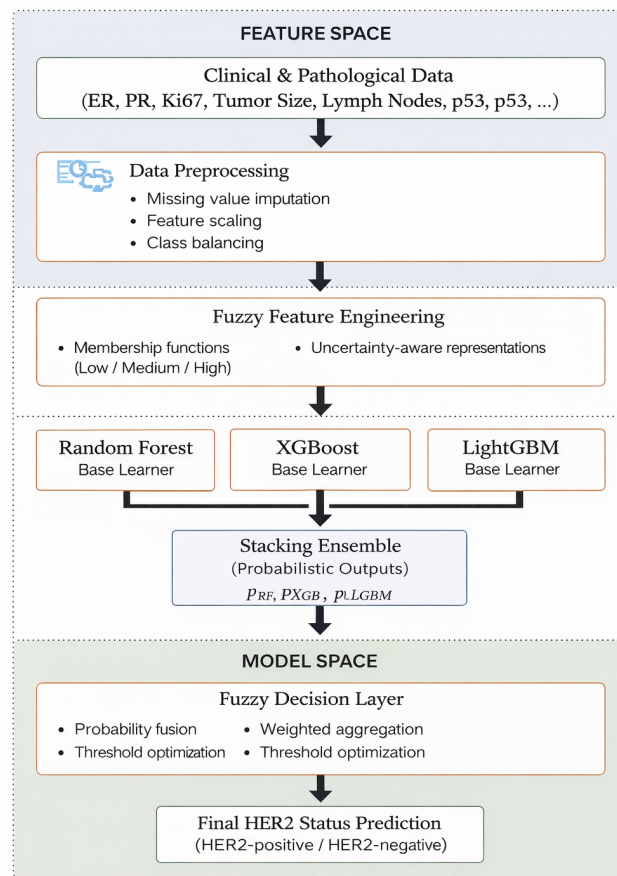 FEATURE SPACE
Clinical & Pathological Data
(ER, PR, Ki67, Tumor Size, Lymph Nodes, p53, p53, ...)
Data Preprocessing
• Missing value imputation
• Feature scaling
• Class balancing
Fuzzy Feature Engineering
• Membership functions
(Low / Medium / High)
• Uncertainty-aware representations
Random Forest
Base Learner
XGBoost
Base Learner
LightGBM
Base Learner
Stacking Ensemble
(Probabilistic Outputs)
PRF, PXGB, pLLGBM
MODEL SPACE
Fuzzy Decision Layer
• Probability fusion
• Threshold optimization
• Weighted aggregation
• Threshold optimization
Final HER2 Status Prediction
(HER2-positive / HER2-negative)